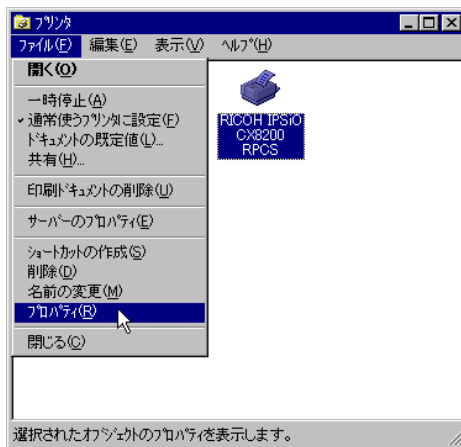 プリンタ
ファイル(F) 編集(E) 表示(V) ヘルプ(H)
開く(O)
一時停止(A)
通常使うプリンタに設定(F)
ドキュメントの既定値(L)...
共有(H)...
印刷ドキュメントの削除(U)
サーバーのプロパティ(E)
ショートカットの作成(S)
削除(D)
名前の変更(M)
プロパティ(R)
閉じる(C)
RICOH IPSiO
CX8200
RPCS
選択されたオブジェクトのプロパティを表示します。